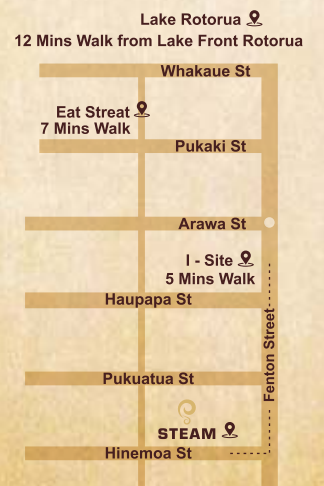 Lake Rotorua
12 Mins Walk from Lake Front Rotorua
Whakaue St
Eat Streat
7 Mins Walk
Pukaki St
Arawa St
I - Site
5 Mins Walk
Haupapa St
Fenton Street
Pukuatua St
STEAM
Hinemoa St